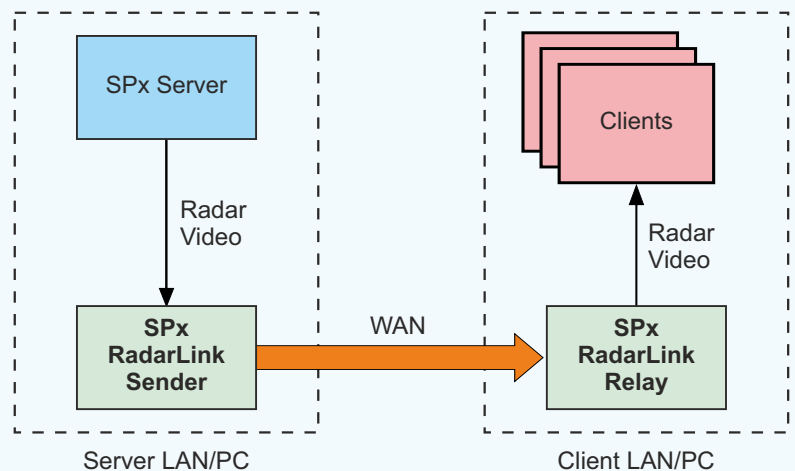 SPx Server
Radar
Video
SPx
RadarLink
Sender
Server LAN/PC
WAN
Clients
Radar
Video
SPx
RadarLink
Relay
Client LAN/PC